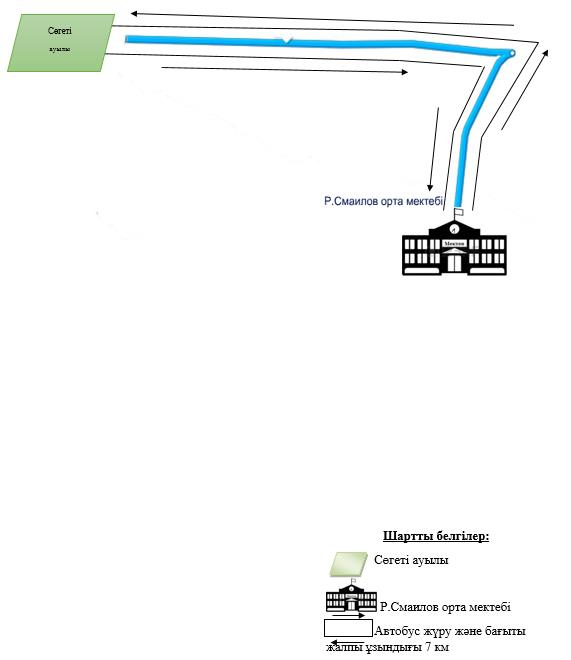 Сөгеті
ауылы
Р.Смаилов орта мектебі
Мектеп
Шартты белгілер:
Сөгеті ауылы
Р.Смаилов орта мектебі
Автобус жүру және бағыты
жалпы ұзындығы 7 км